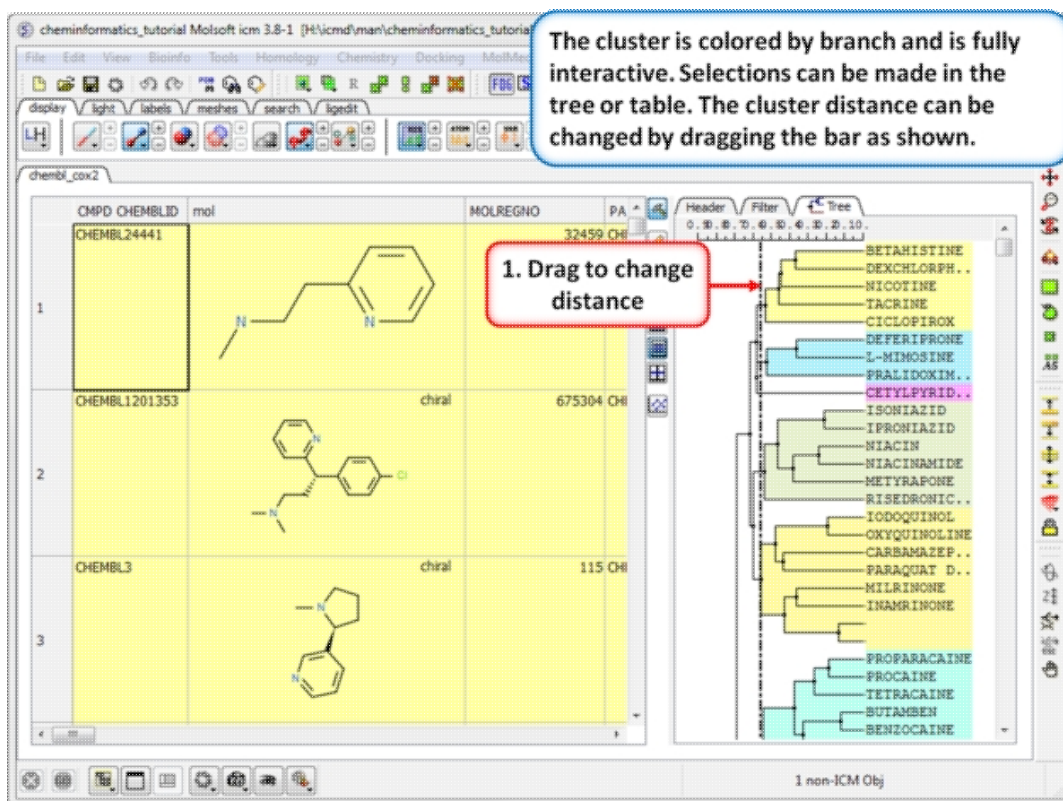 cheminformatics_tutorial Molsoft icm 3.8-1 [H:\icmd\man\cheminformatics_tutorial
The cluster is colored by branch and is fully
interactive. Selections can be made in the
tree or table. The cluster distance can be
changed by dragging the bar as shown.
File Edit View Bioinfo Tools Homology Chemistry Docking MolMec
display light labels meshes search ligedit
chembl_cox2
CMPD CHEMBLID mol MOLREGNO PA
Header Filter Tree
CHEMBL24441 32459 CHI
1
N
N
1. Drag to change
distance
CHEMBL1201353 chiral 675304 CHI
2
N
Cl
N
CHEMBL3 chiral 115 CHI
3
N
N
BETAHISTINE
DEXCHLORPH..
NICOTINE
TACRINE
CICLOPIROX
DEFERIPRONE
L-MIMOSINE
PRALIDOXIM..
CETYLPYRID..
ISONIAZID
IPRONIAZID
NIACIN
NIACINAMIDE
METYRAPONE
RISEDRONIC..
IODOQUINOL
OXYQUINOLINE
CARBAMAZEP..
PARAQUAT D..
MILRINONE
INAMRINONE
PROPARACAINE
PROCAINE
TETRACAINE
BUTAMBEN
BENZOCAINE
1 non-ICM Obj